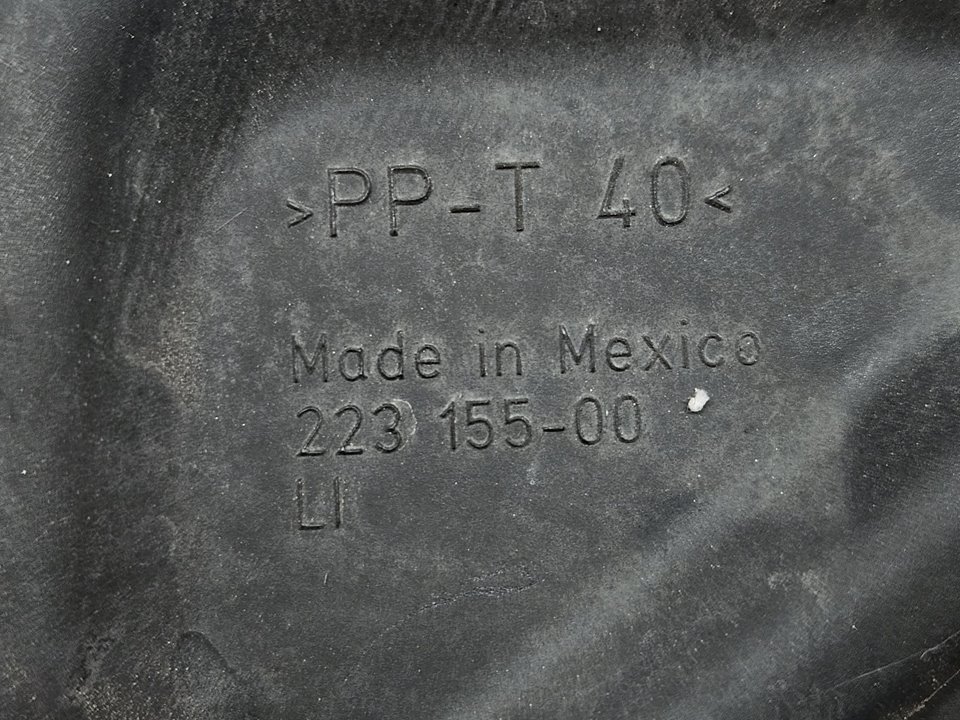 >PP-T 40<
Made in Mexico
223 155-00
LI